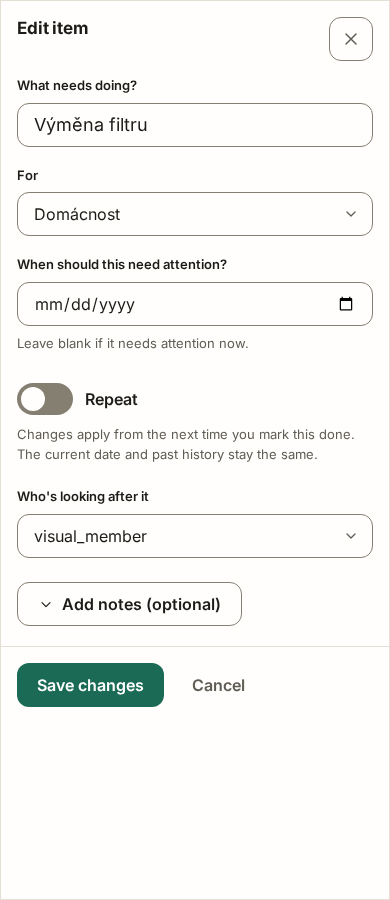 Edit item
What needs doing?
Výměna filtru
For
Domácnost
When should this need attention?
mm/dd/yyyy
Leave blank if it needs attention now.
Repeat
Changes apply from the next time you mark this done.
The current date and past history stay the same.
Who's looking after it
visual_member
Add notes (optional)
Save changes
Cancel